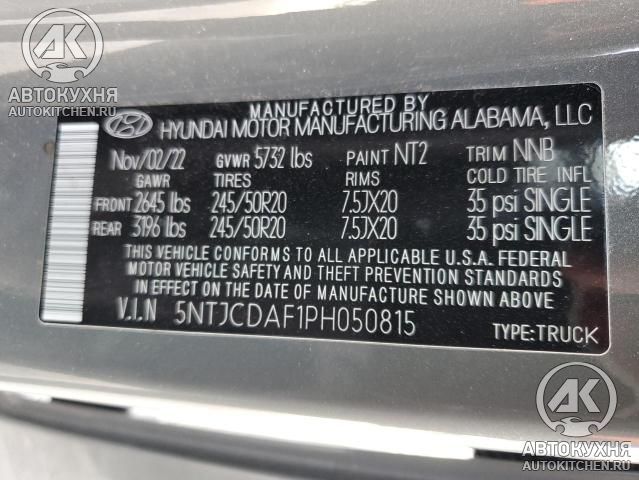 АВТОКУХНЯ
AUTOKITCHEN.RU
MANUFACTURED BY
HYUNDAI MOTOR MANUFACTURING ALABAMA, LLC
Nov/02/22 GVWR 5732 lbs PAINT NT2 TRIM NNB
GAWR TIRES RIMS COLD TIRE INFL
FRONT 2645 lbs 245/50R20 7.5JX20 35 psi SINGLE
REAR 3196 lbs 245/50R20 7.5JX20 35 psi SINGLE
THIS VEHICLE CONFORMS TO ALL APPLICABLE U.S.A. FEDERAL
MOTOR VEHICLE SAFETY AND THEFT PREVENTION STANDARDS
IN EFFECT ON THE DATE OF MANUFACTURE SHOWN ABOVE
V.I.N 5NTJCDAF1PH050815
TYPE:TRUCK
АК
АВТОКУХНЯ
AUTOKITCHEN.RU